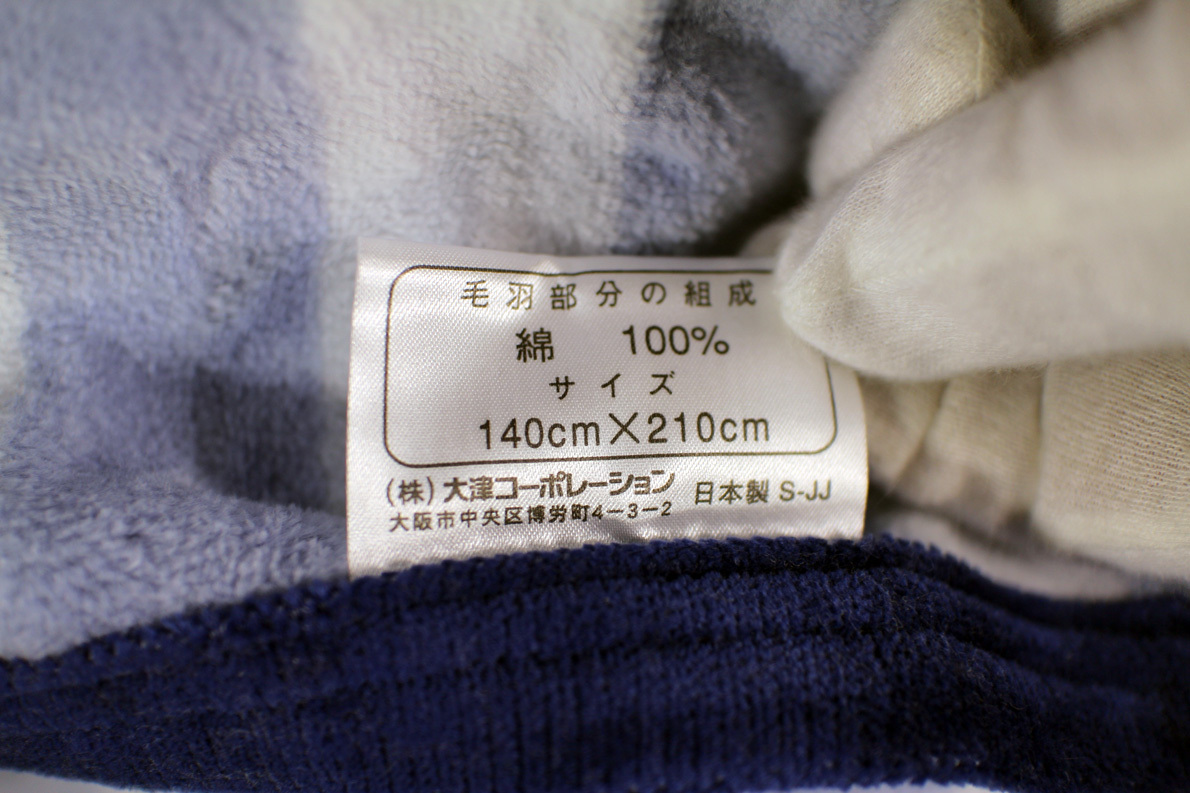 毛羽部分の組成
綿 100%
サイズ
140cm×210cm
(株)大津コーポレーション 日本製 S-JJ
大阪市中央区博労町4-3-2